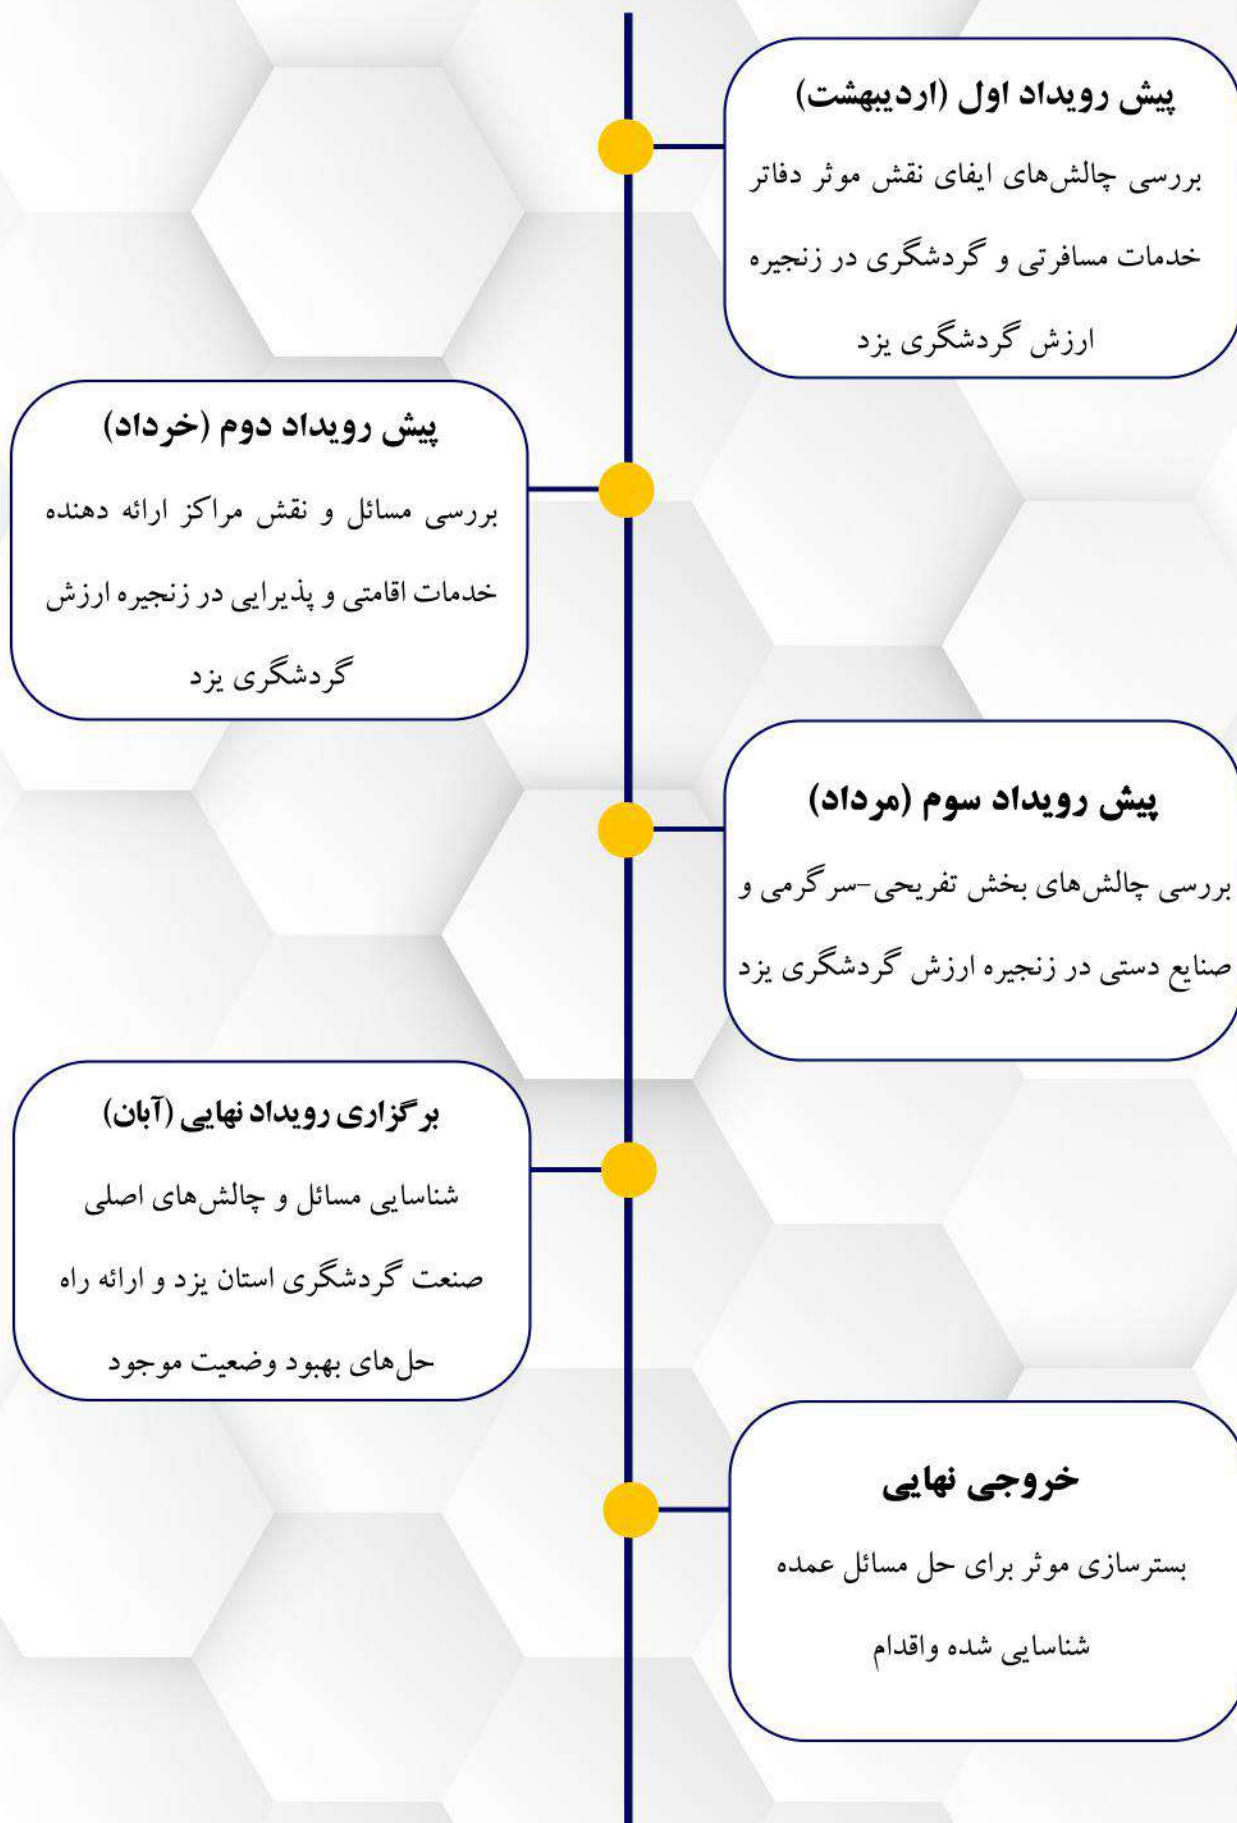 پیش رویداد اول (اردیبهشت)
بررسی چالش‌های ایفای نقش موثر دفاتر
خدمات مسافرتی و گردشگری در زنجیره
ارزش گردشگری یزد
پیش رویداد دوم (خرداد)
بررسی مسائل و نقش مراکز ارائه دهنده
خدمات اقامتی و پذیرایی در زنجیره ارزش
گردشگری یزد
پیش رویداد سوم (مرداد)
بررسی چالش‌های بخش تفریحی-سرگرمی و
صنایع دستی در زنجیره ارزش گردشگری یزد
برگزاری رویداد نهایی (آبان)
شناسایی مسائل و چالش‌های اصلی
صنعت گردشگری استان یزد و ارائه راه
حل‌های بهبود وضعیت موجود
خروجی نهایی
بسترسازی موثر برای حل مسائل عمده
شناسایی شده واقدام